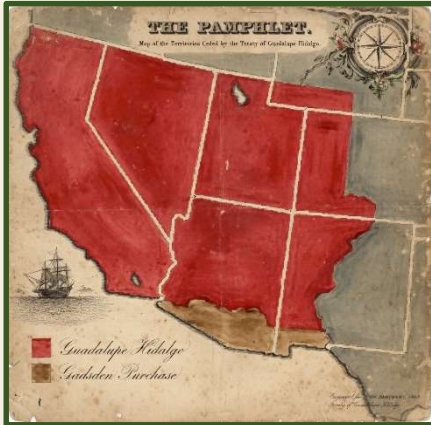 THE PAMPHLET.
Map of the Territories Ceded by the Treaty of Guadalupe Hidalgo.
Guadalupe Hidalgo
Gadsden Purchase